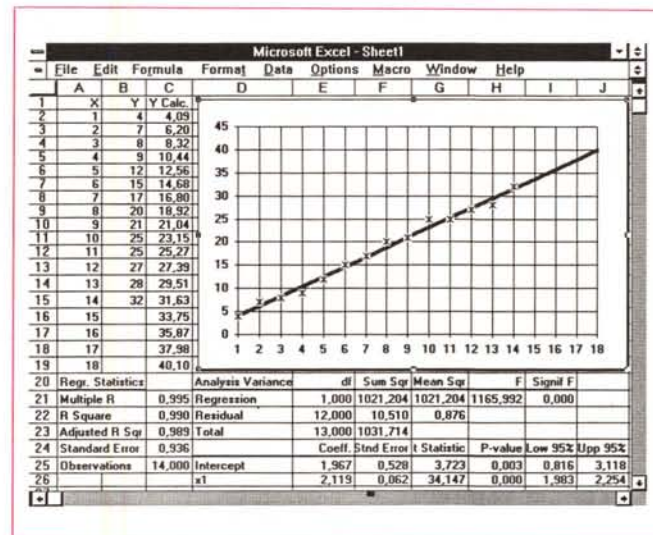 Microsoft Excel - Sheet1
File Edit Formula Format Data Options Macro Window Help
A B C D E F G H I J
1 X Y Y Calc.
2 1 4 4,09
3 2 7 6,20
4 3 8 8,32
5 4 9 10,44
6 5 12 12,56
7 6 15 14,68
8 7 17 16,80
9 8 20 18,92
10 9 21 21,04
11 10 25 23,15
12 11 25 25,27
13 12 27 27,39
14 13 28 29,51
15 14 32 31,63
16 15 33,75
17 16 35,87
18 17 37,98
19 18 40,10
45
40
35
30
25
20
15
10
5
0
1 2 3 4 5 6 7 8 9 10 11 12 13 14 15 16 17 18
20 Regr. Statistics Analysis Variance df Sum Sqr Mean Sqr F Signif F
21 Multiple R 0,995 Regression 1,000 1021,204 1021,204 1165,992 0,000
22 R Square 0,990 Residual 12,000 10,510 0,876
23 Adjusted R Sqr 0,989 Total 13,000 1031,714
24 Standard Error 0,936 Coeff. Stnd Error t Statistic P-value Low 95% Upp 95%
25 Observations 14,000 Intercept 1,967 0,528 3,723 0,003 0,816 3,118
26 x1 2,119 0,062 34,147 0,000 1,983 2,254